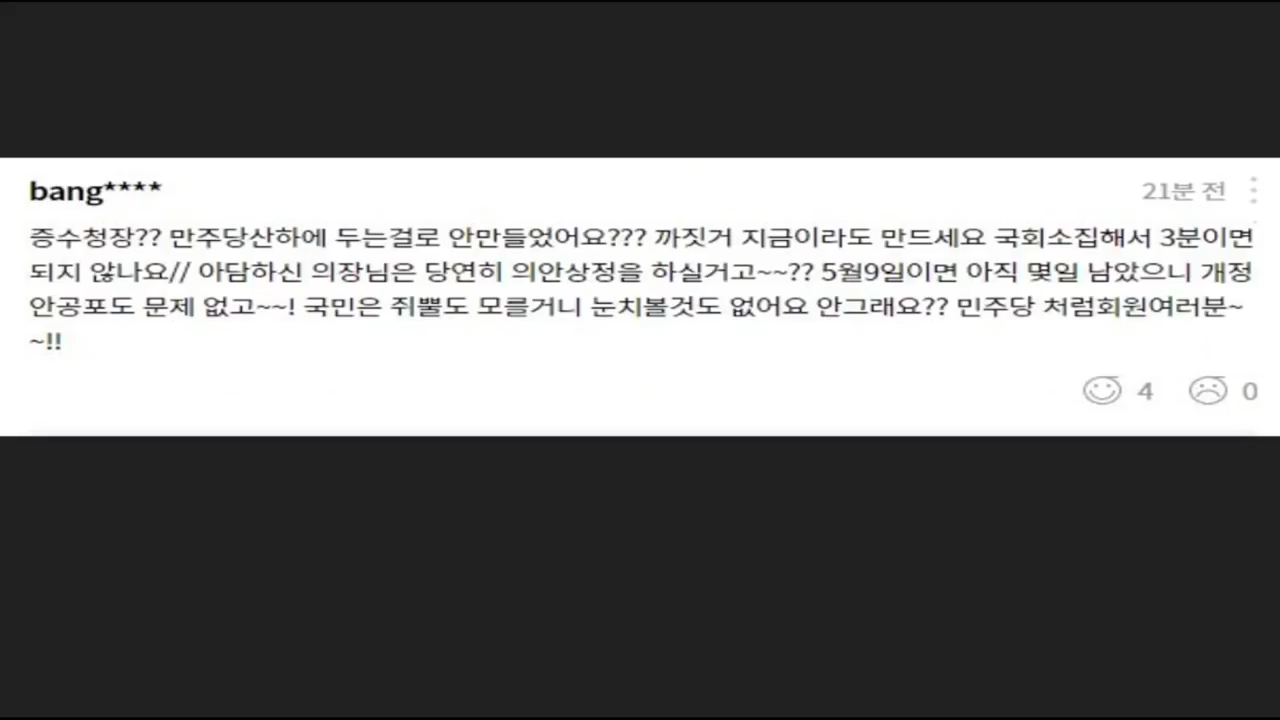 bang****
21분 전
증수청장?? 만주당산하에 두는걸로 안만들었어요??? 까짓거 지금이라도 만드세요 국회소집해서 3분이면
되지 않나요// 아담하신 의장님은 당연히 의안상정을 하실거고~~?? 5월9일이면 아직 몇일 남았으니 개정
안공포도 문제 없고~~! 국민은 쥐뿔도 모를거니 눈치볼것도 없어요 안그래요?? 민주당 처럼회원여러분~
~!!
4 0